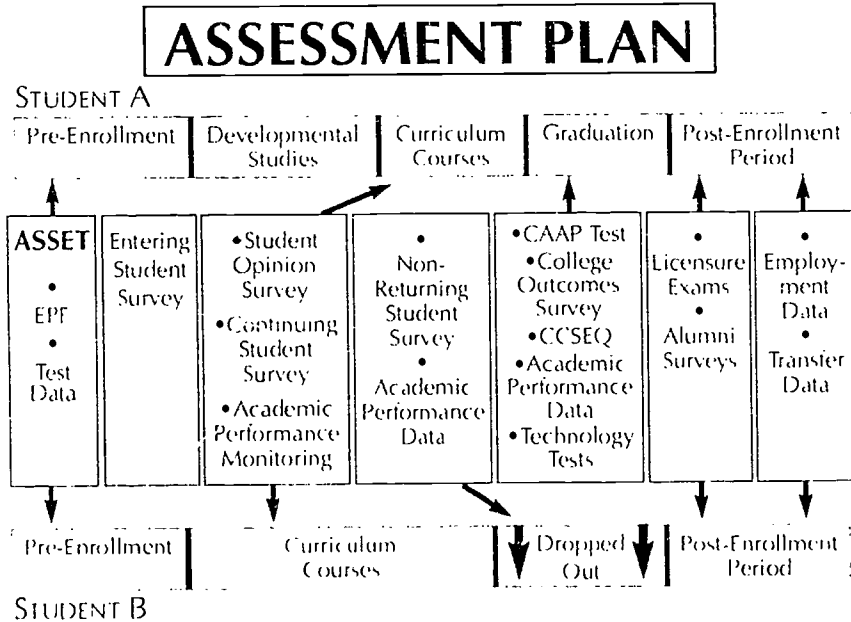 ASSESSMENT PLAN
STUDENT A
Pre-Enrollment
Developmental
Studies
Curriculum
Courses
Graduation
Post-Enrollment
Period
ASSET
•
EPF
•
Test
Data
Entering
Student
Survey
•Student
Opinion
Survey
•Continuing
Student
Survey
•Academic
Performance
Monitoring
•
Non-
Returning
Student
Survey
•
Academic
Performance
Data
•CAAP Test
•College
Outcomes
Survey
•CCSEQ
•Academic
Performance
Data
•Technology
Tests
•
Licensure
Exams
•
Alumni
Surveys
•
Employ-
ment
Data
•
Transfer
Data
Pre-Enrollment
Curriculum
Courses
Dropped
Out
Post-Enrollment
Period
STUDENT B